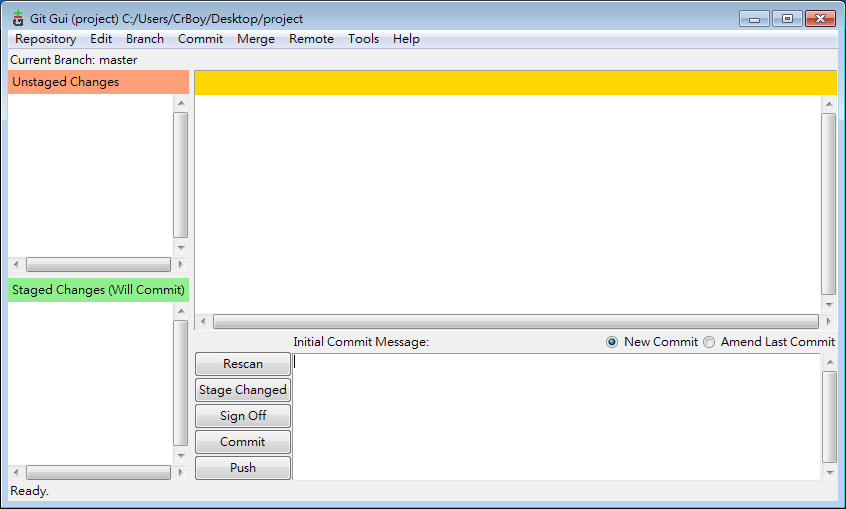 Git Gui (project) C:/Users/CrBoy/Desktop/project
Repository Edit Branch Commit Merge Remote Tools Help
Current Branch: master
Unstaged Changes
Staged Changes (Will Commit)
Initial Commit Message: New Commit Amend Last Commit
Rescan
Stage Changed
Sign Off
Commit
Push
Ready.